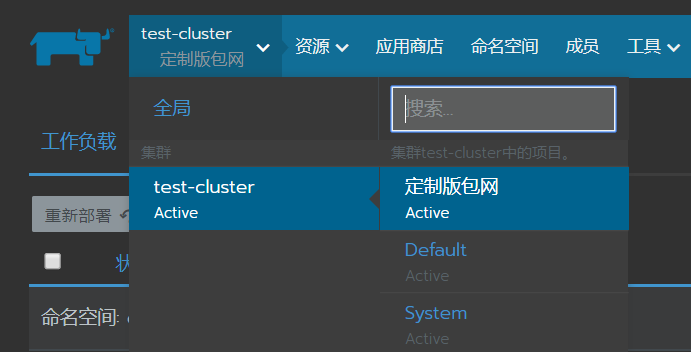 test-cluster
定制版包网
资源
应用商店
命名空间
成员
工具
全局
搜索...
工作负载
集群
集群test-cluster中的项目。
test-cluster
Active
定制版包网
Active
重新部署
Default
Active
状
System
Active
命名空间: